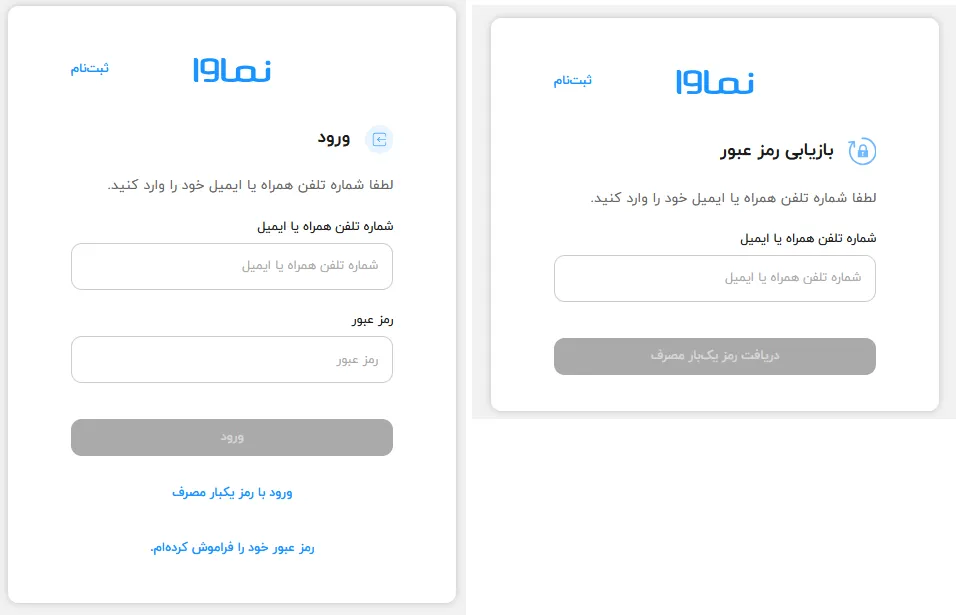 نماوا
ثبت‌نام
ورود
لطفا شماره تلفن همراه یا ایمیل خود را وارد کنید.
شماره تلفن همراه یا ایمیل
شماره تلفن همراه یا ایمیل
رمز عبور
رمز عبور
ورود
ورود با رمز یکبار مصرف
رمز عبور خود را فراموش کرده‌ام.
نماوا
ثبت‌نام
بازیابی رمز عبور
لطفا شماره تلفن همراه یا ایمیل خود را وارد کنید.
شماره تلفن همراه یا ایمیل
شماره تلفن همراه یا ایمیل
دریافت رمز یک‌بار مصرف